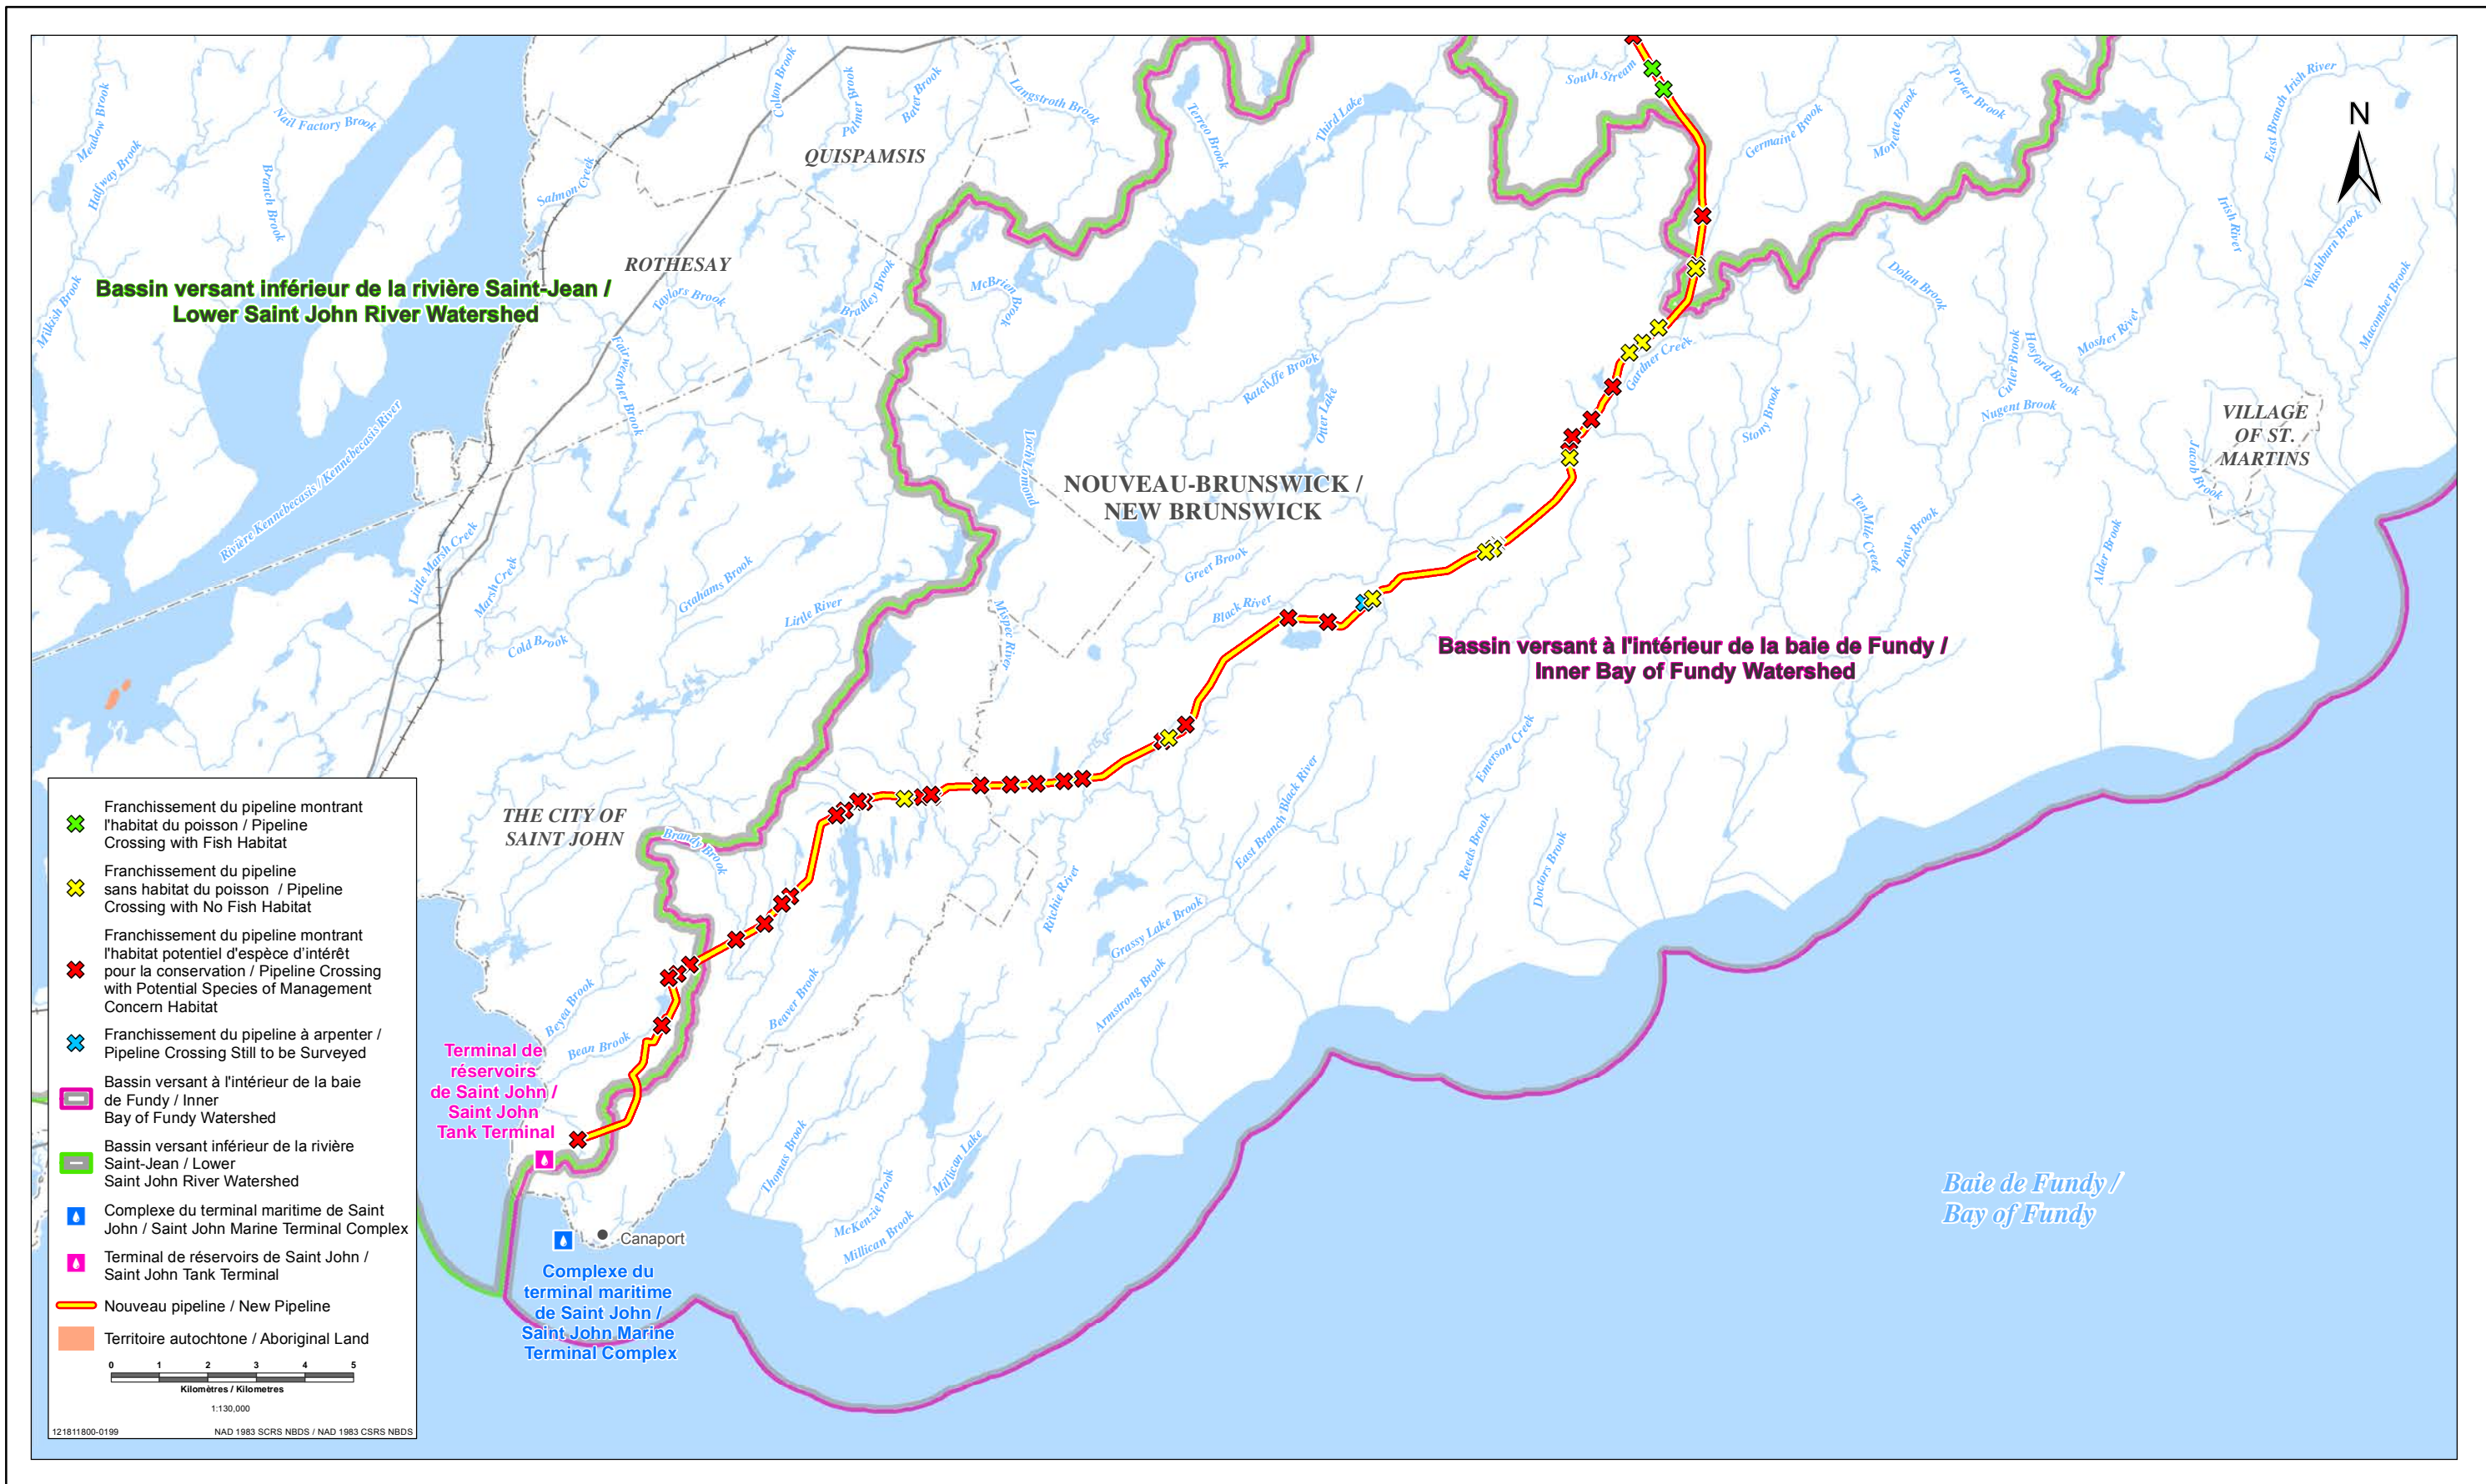 Meadow Brook
Halfway Brook
Nail Factory Brook
Branch Brook
Milkish Brook
Salmon Creek
Colton Brook
Palmer Brook
Baxter Brook
Langstroth Brook
Terreo Brook
Third Lake
South Stream
Germaine Brook
Monette Brook
Porter Brook
East Branch Irish River
Irish River
Washburn Brook
Macomber Brook
N
QUISPAMSIS
ROTHESAY
Bassin versant inférieur de la rivière Saint-Jean /
Lower Saint John River Watershed
Taylors Brook
Bradley Brook
McBrien Brook
Fairweather Brook
Ratcliffe Brook
Otter Lake
Loch Lomond
Gardner Creek
Stony Brook
Dolan Brook
Cutler Brook
Hosford Brook
Mosher River
Nugent Brook
Jacob Brook
VILLAGE
OF ST.
MARTINS
Rivière Kennebecasis / Kennebecasis River
NOUVEAU-BRUNSWICK /
NEW BRUNSWICK
Little Marsh Creek
Marsh Creek
Cold Brook
Grahams Brook
Little River
Mispec River
Greer Brook
Black River
Ten Mile Creek
Bains Brook
Alder Brook
Bassin versant à l'intérieur de la baie de Fundy /
Inner Bay of Fundy Watershed
Emerson Creek
East Branch Black River
Reeds Brook
Doctors Brook
THE CITY OF
SAINT JOHN
Brandy Brook
Ritchie River
Grassy Lake Brook
Armstrong Brook
Beaver Brook
Beyea Brook
Bean Brook
Thomas Brook
McKenzie Brook
Millican Brook
Millican Lake
Terminal de
réservoirs
de Saint John /
Saint John
Tank Terminal
Canaport
Complexe du
terminal maritime
de Saint John /
Saint John Marine
Terminal Complex
Baie de Fundy /
Bay of Fundy
Franchissement du pipeline montrant
l'habitat du poisson / Pipeline
Crossing with Fish Habitat
Franchissement du pipeline
sans habitat du poisson / Pipeline
Crossing with No Fish Habitat
Franchissement du pipeline montrant
l'habitat potentiel d'espèce d'intérêt
pour la conservation / Pipeline Crossing
with Potential Species of Management
Concern Habitat
Franchissement du pipeline à arpenter /
Pipeline Crossing Still to be Surveyed
Bassin versant à l'intérieur de la baie
de Fundy / Inner
Bay of Fundy Watershed
Bassin versant inférieur de la rivière
Saint-Jean / Lower
Saint John River Watershed
Complexe du terminal maritime de Saint
John / Saint John Marine Terminal Complex
Terminal de réservoirs de Saint John /
Saint John Tank Terminal
Nouveau pipeline / New Pipeline
Territoire autochtone / Aboriginal Land
0 1 2 3 4 5
Kilomètres / Kilometres
1:130,000
121811800-0199 NAD 1983 SCRS NBDS / NAD 1983 CSRS NBDS